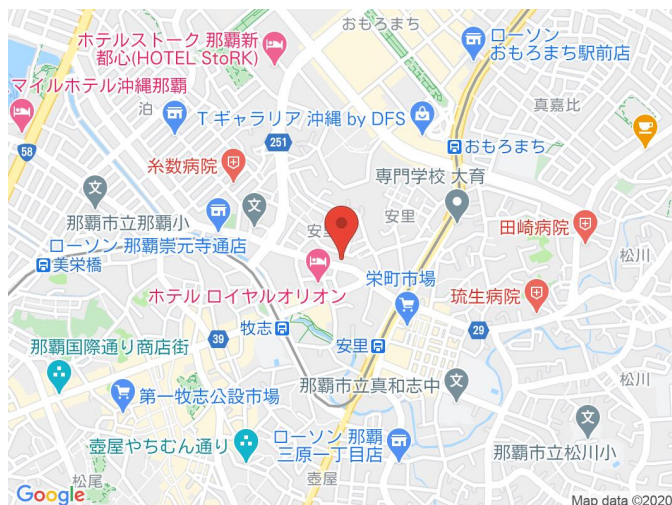 ホテルストーク 那覇新
都心(HOTEL StoRK)
おもろまち
ローソン
おもろまち駅前店
マイルホテル沖縄那覇
泊
T ギャラリア 沖縄 by DFS
真嘉比
58
251
おもろまち
糸数病院
専門学校 大育
那覇市立那覇小
安里
安里
田崎病院
ローソン 那覇崇元寺通店
松川
美栄橋
ホテル ロイヤルオリオン
栄町市場
琉生病院
牧志
39
安里
29
那覇国際通り商店街
松川
第一牧志公設市場
那覇市立真和志中
壺屋やちむん通り
ローソン 那覇
三原一丁目店
那覇市立松川小
松尾
壺屋
Google
Map data ©2020